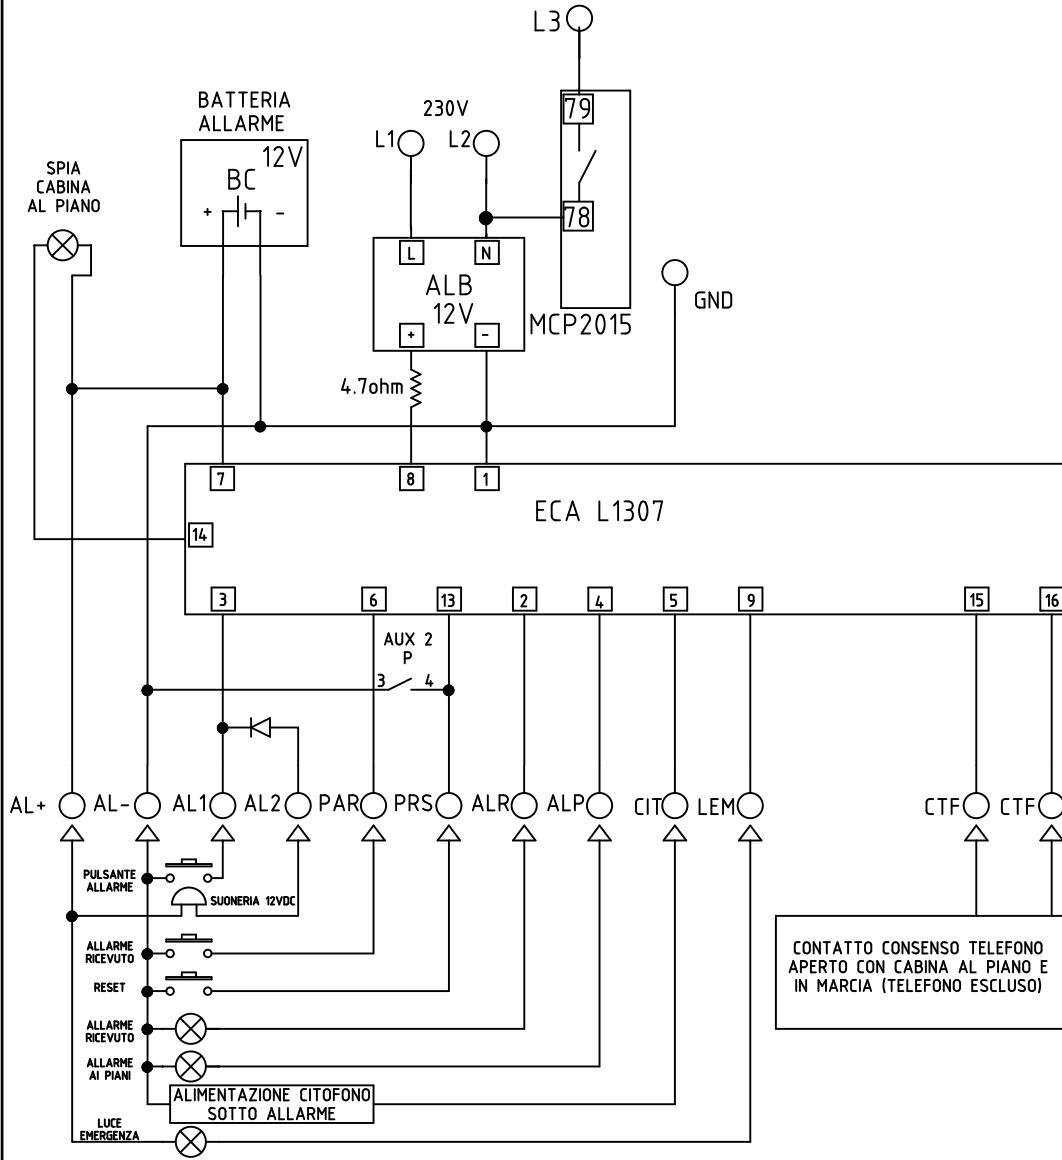 L3
79
78
MCP2015
230V
L1
L2
L
N
ALB
12V
+
-
BATTERIA
ALLARME
12V
BC
+
-
SPIA
CABINA
AL PIANO
GND
4.7ohm
7
8
1
ECA L1307
14
3
6
13
2
4
5
9
15
16
AUX 2
P
3
4
AL+
AL-
AL1
AL2
PAR
PRS
ALR
ALP
CIT
LEM
CTF
CTF
PULSANTE
ALLARME
SUONERIA 12VDC
ALLARME
RICEVUTO
RESET
ALLARME
RICEVUTO
ALLARME
AI PIANI
ALIMENTAZIONE CITOFONO
SOTTO ALLARME
LUCE
EMERGENZA
CONTATTO CONSENSO TELEFONO
APERTO CON CABINA AL PIANO E
IN MARCIA (TELEFONO ESCLUSO)